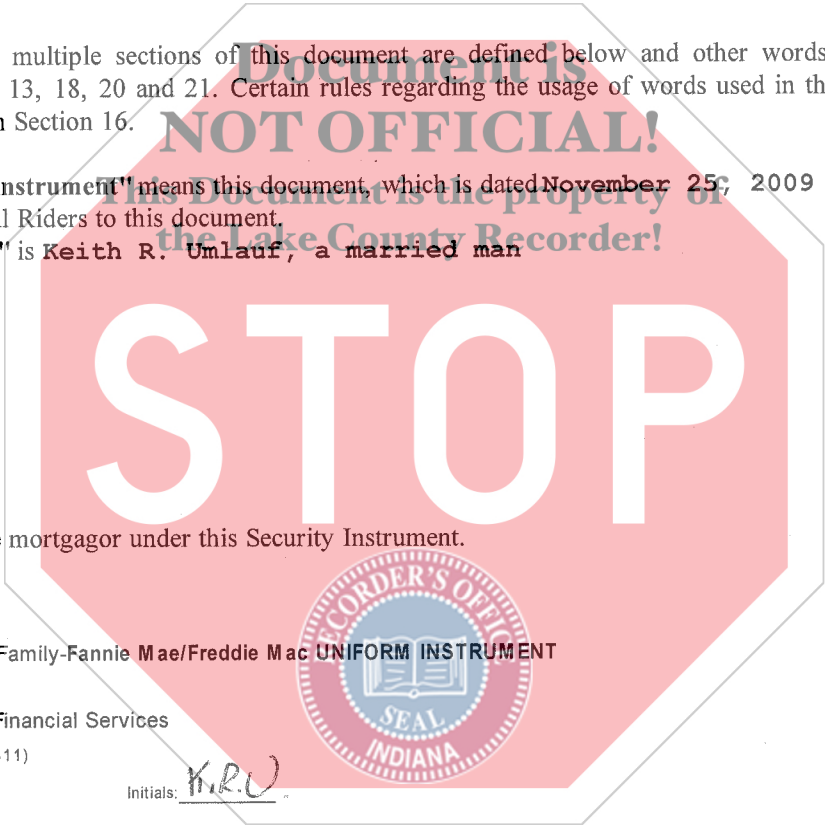 multiple sections of this document are defined below and other words
13, 18, 20 and 21. Certain rules regarding the usage of words used in th
n Section 16.
Document is
NOT OFFICIAL!
This Document is the property of
the Lake County Recorder!
nstrument" means this document, which is dated November 25, 2009
l Riders to this document.
" is Keith R. Umlauf, a married man
STOP
e mortgagor under this Security Instrument.
RECORDER'S OFFICE
SEAL
INDIANA
Family-Fannie Mae/Freddie Mac UNIFORM INSTRUMENT
Financial Services
11)
Initials: K.R.U